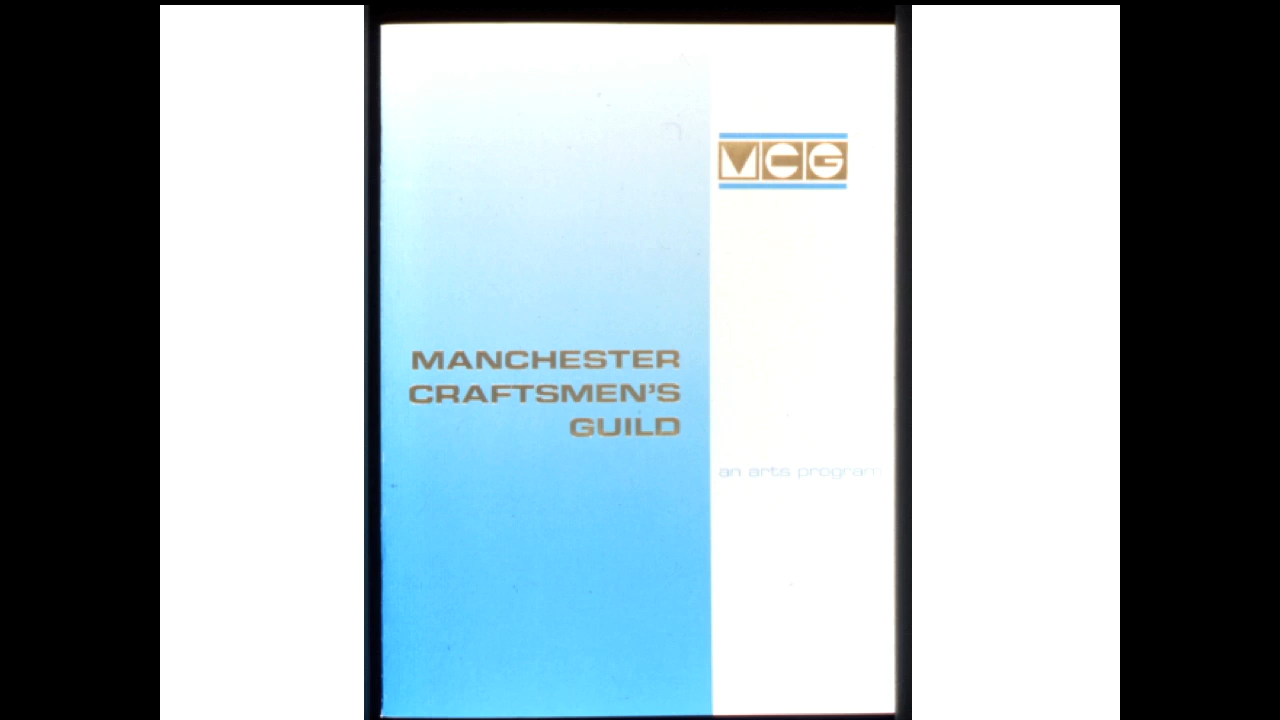 MCG
MANCHESTER
CRAFTSMEN'S
GUILD
an arts program